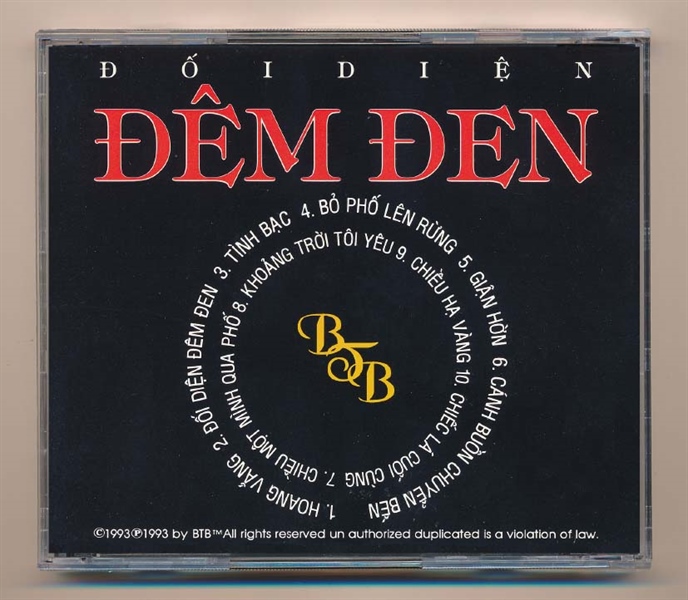 ĐỐI DIỆN
ĐÊM ĐEN
1. HOANG VẮNG 2. ĐỐI DIỆN ĐÊM ĐEN 3. TÌNH BẠC 4. BỎ PHỐ LÊN RỪNG 5. GIẬN HỜN 6. CÁNH BUỒN CHUYỂN BẾN
7. CHIỀU MỘT MÌNH QUA PHỐ 8. KHOẢNG TRỜI TÔI YÊU 9. CHIỀU HẠ VÀNG 10. CHIẾC LÁ CUỐI CÙNG
BTB
©1993℗1993 by BTB™All rights reserved un authorized duplicated is a violation of law.